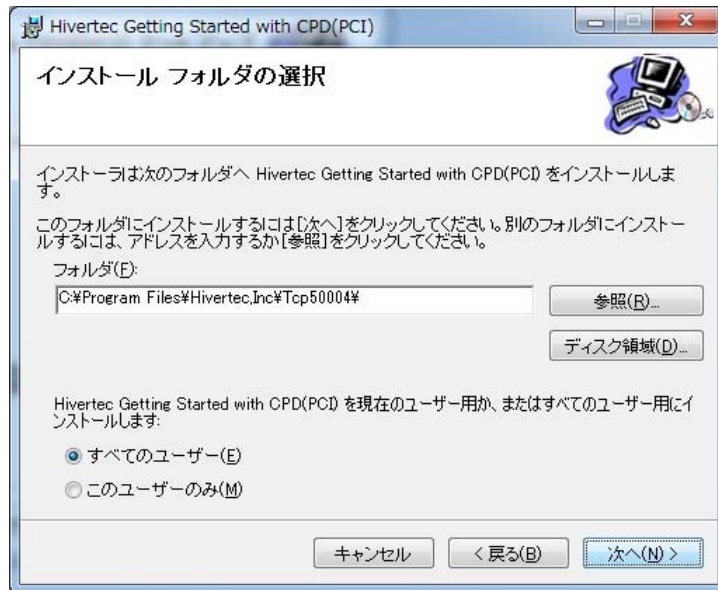 Hivertec Getting Started with CPD(PCI)
インストール フォルダの選択
インストーラは次のフォルダへ Hivertec Getting Started with CPD(PCI) をインストールしま
す。
このフォルダにインストールするには[次へ]をクリックしてください。別のフォルダにインストー
ルするには、アドレスを入力するか[参照]をクリックしてください。
フォルダ(F):
C:¥Program Files¥Hivertec,Inc¥Tcp50004¥
参照(R)...
ディスク領域(D)...
Hivertec Getting Started with CPD(PCI) を現在のユーザー用か、またはすべてのユーザー用にイ
ンストールします:
すべてのユーザー(E)
このユーザーのみ(M)
キャンセル
< 戻る(B)
次へ(N) >